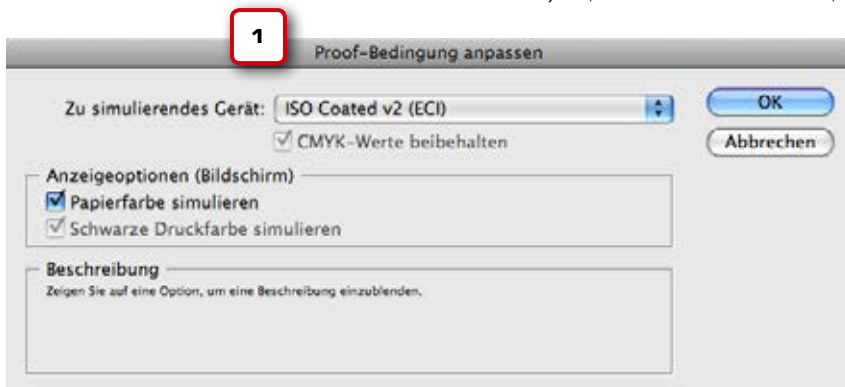 1
Proof-Bedingung anpassen
Zu simulierendes Gerät: ISO Coated v2 (ECI)
OK
CMYK-Werte beibehalten
Abbrechen
Anzeigeoptionen (Bildschirm)
Papierfarbe simulieren
Schwarze Druckfarbe simulieren
Beschreibung
Zeigen Sie auf eine Option, um eine Beschreibung einzublenden.